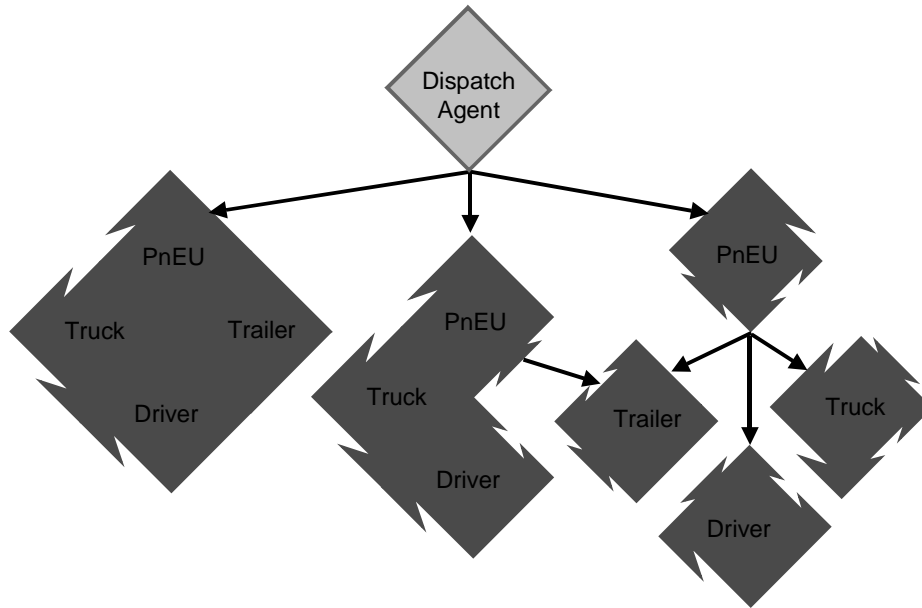 Dispatch
Agent
PnEU
Truck
Trailer
Driver
PnEU
Truck
Driver
PnEU
Trailer
Truck
Driver